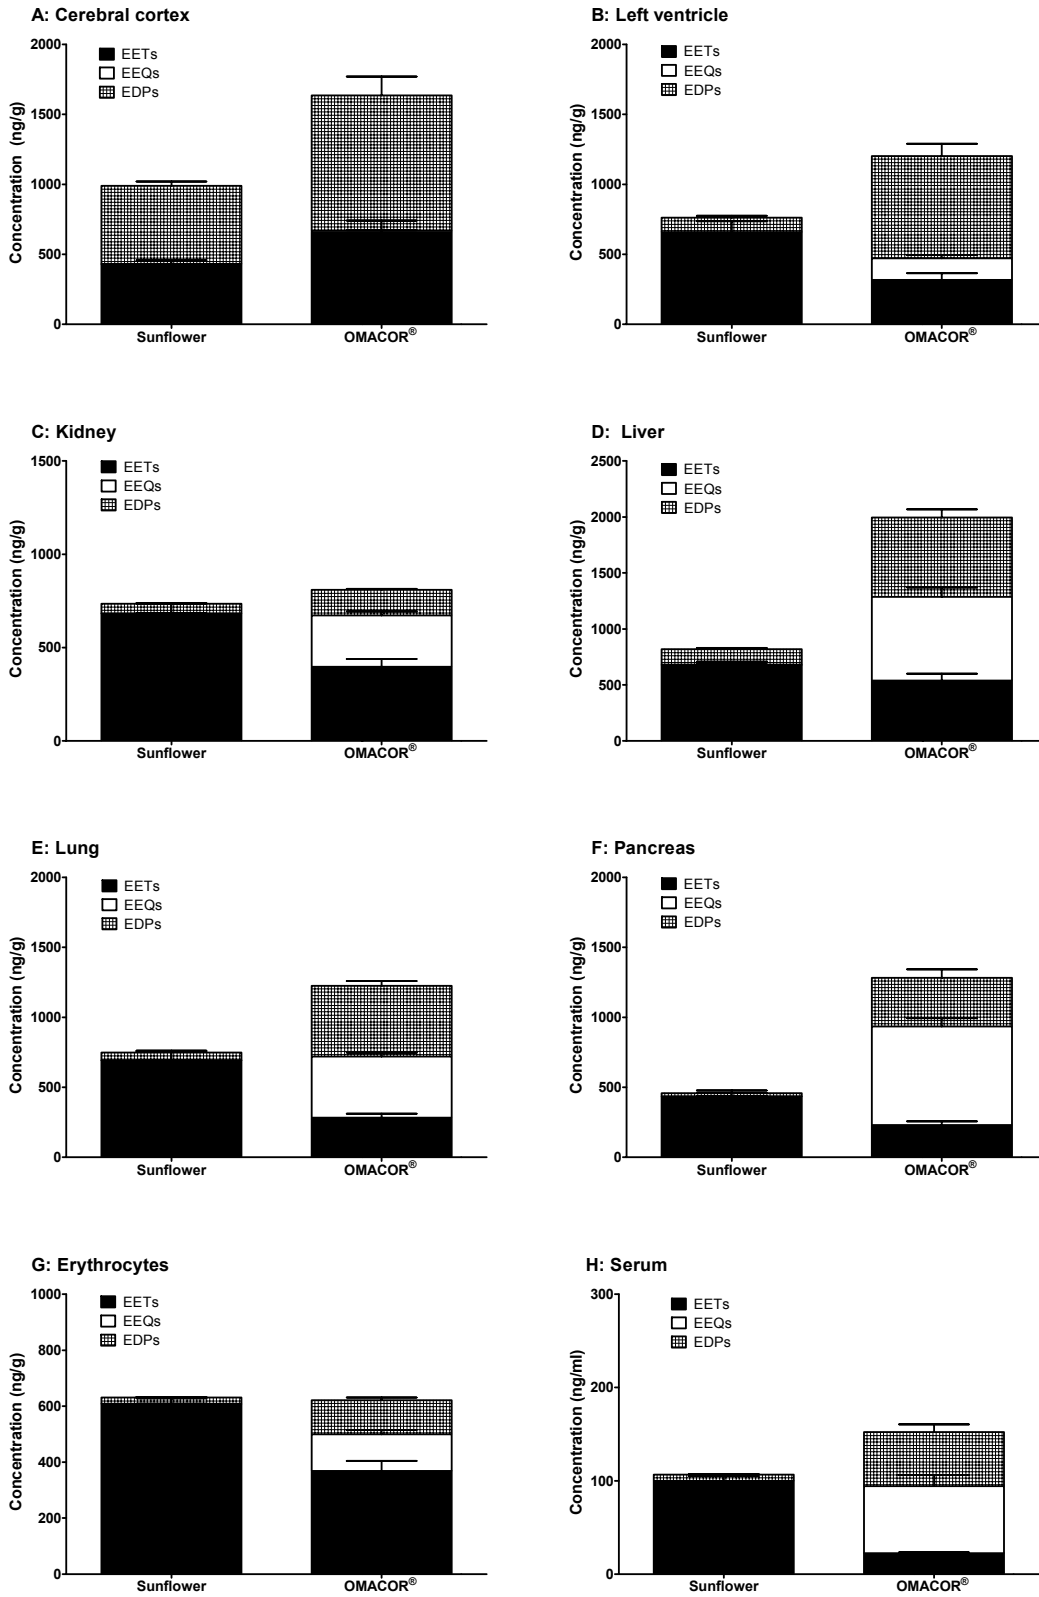 A: Cerebral cortex
2000
1500
1000
500
0
Concentration (ng/g)
EETs
EEQs
EDPs
Sunflower
OMACOR®
B: Left ventricle
2000
1500
1000
500
0
Concentration (ng/g)
EETs
EEQs
EDPs
Sunflower
OMACOR®
C: Kidney
1500
1000
500
0
Concentration (ng/g)
EETs
EEQs
EDPs
Sunflower
OMACOR®
D: Liver
2500
2000
1500
1000
500
0
Concentration (ng/g)
EETs
EEQs
EDPs
Sunflower
OMACOR®
E: Lung
2000
1500
1000
500
0
Concentration (ng/g)
EETs
EEQs
EDPs
Sunflower
OMACOR®
F: Pancreas
2000
1500
1000
500
0
Concentration (ng/g)
EETs
EEQs
EDPs
Sunflower
OMACOR®
G: Erythrocytes
1000
800
600
400
200
0
Concentration (ng/g)
EETs
EEQs
EDPs
Sunflower
OMACOR®
H: Serum
300
200
100
0
Concentration (ng/ml)
EETs
EEQs
EDPs
Sunflower
OMACOR®